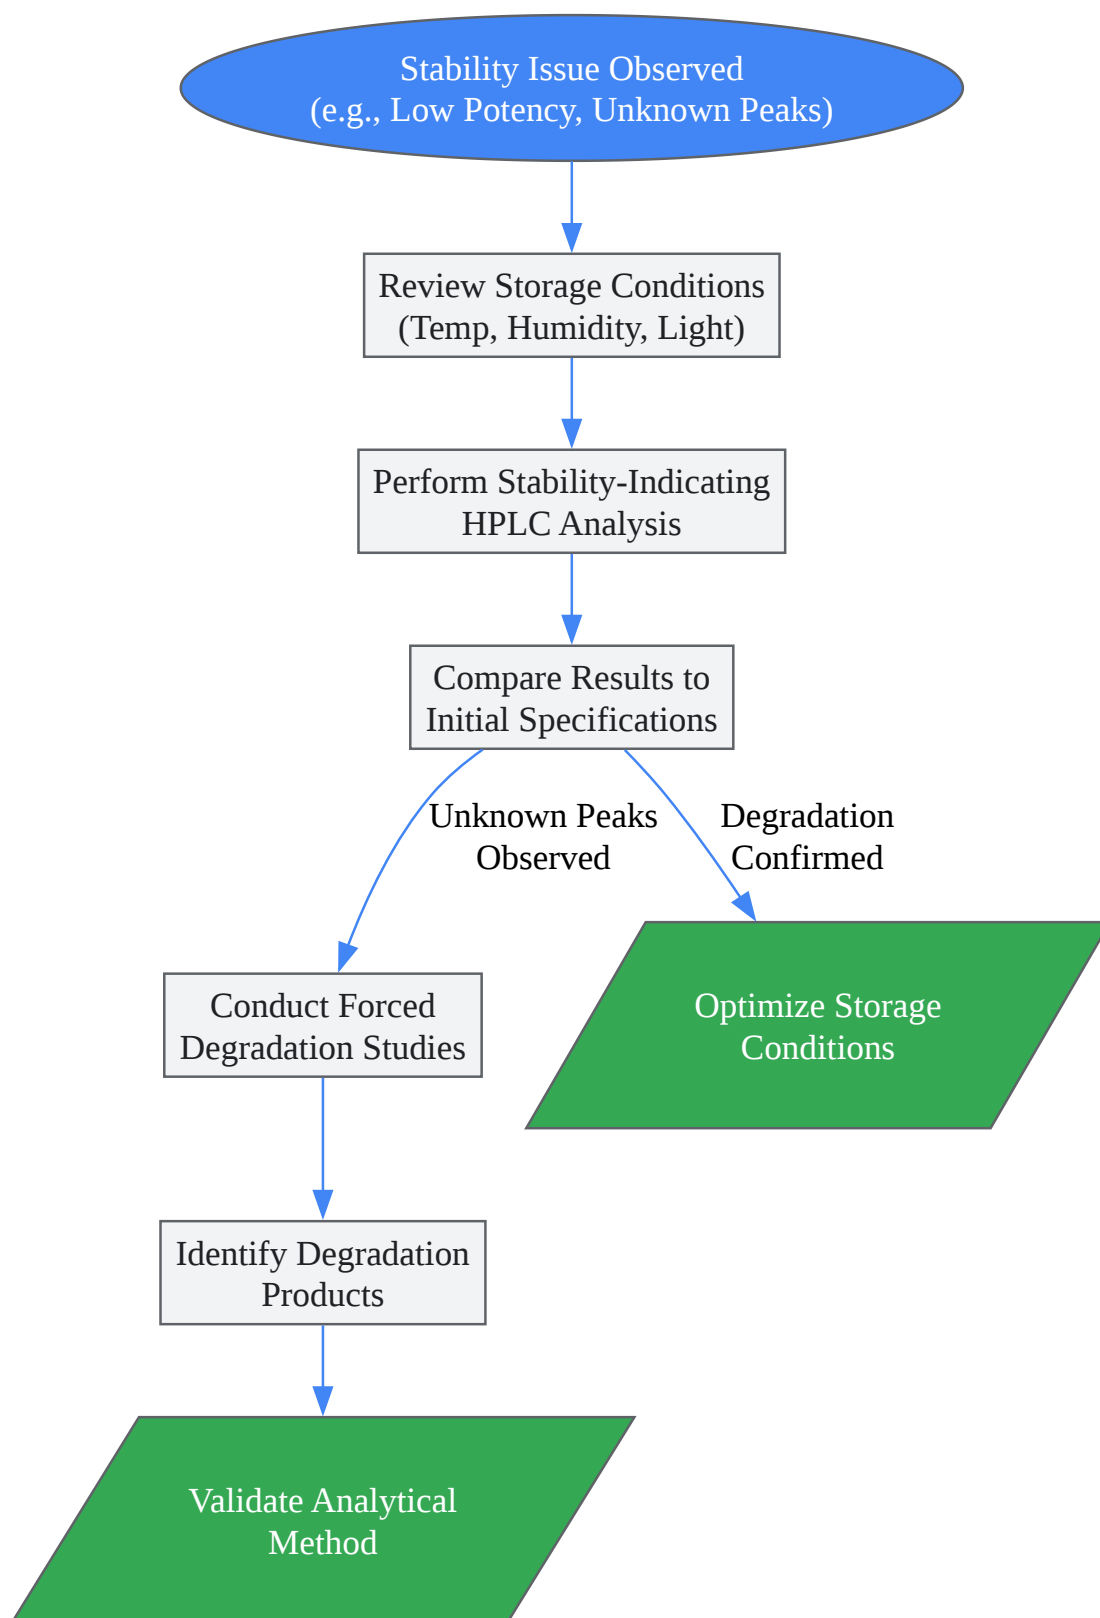 Stability Issue Observed
(e.g., Low Potency, Unknown Peaks)
Review Storage Conditions
(Temp, Humidity, Light)
Perform Stability-Indicating
HPLC Analysis
Compare Results to
Initial Specifications
Unknown Peaks
Observed
Degradation
Confirmed
Conduct Forced
Degradation Studies
Optimize Storage
Conditions
Identify Degradation
Products
Validate Analytical
Method